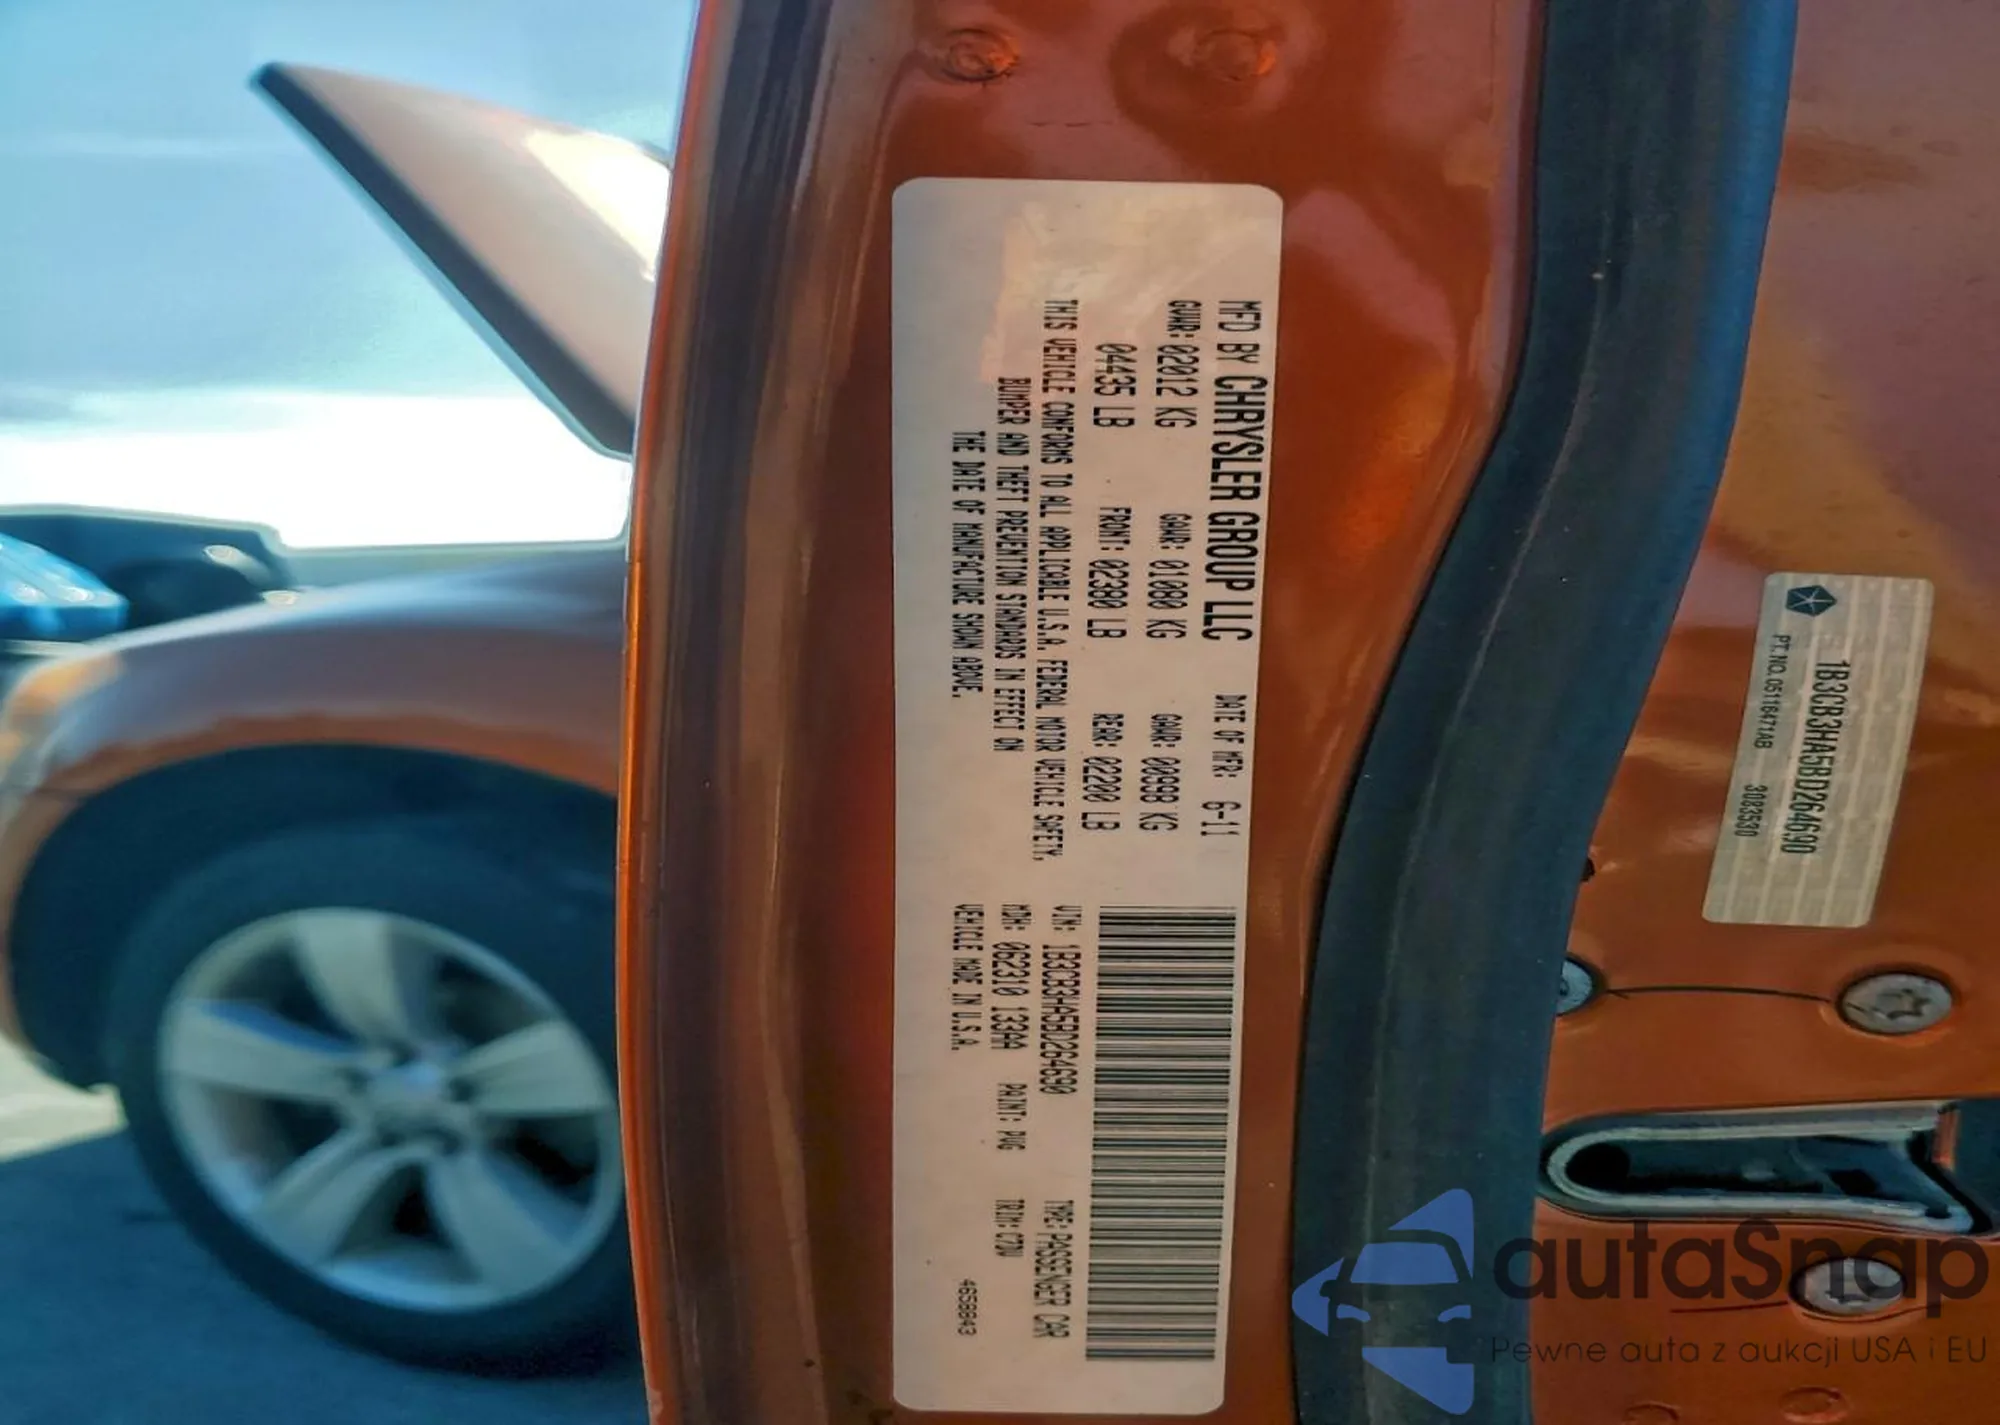 MFD BY CHRYSLER GROUP LLC DATE OF MFR: 6-11
GVWR: 02012 KG GAWR: 01080 KG GAWR: 00998 KG
04435 LB FRONT: 02380 LB REAR: 02200 LB
THIS VEHICLE CONFORMS TO ALL APPLICABLE U.S.A. FEDERAL MOTOR VEHICLE SAFETY,
BUMPER AND THEFT PREVENTION STANDARDS IN EFFECT ON
THE DATE OF MANUFACTURE SHOWN ABOVE.
VIN: 1B3CB3HA5BD264690 TYPE: PASSENGER CAR
MDH: 062310 133AA PAINT: PVG TRIM: C7DV
VEHICLE MADE IN U.S.A. 4658843
1B3CB3HA5BD264690
PT. NO. 05116471AB 3083530
autaSnap
Pewne auta z aukcji USA i EU